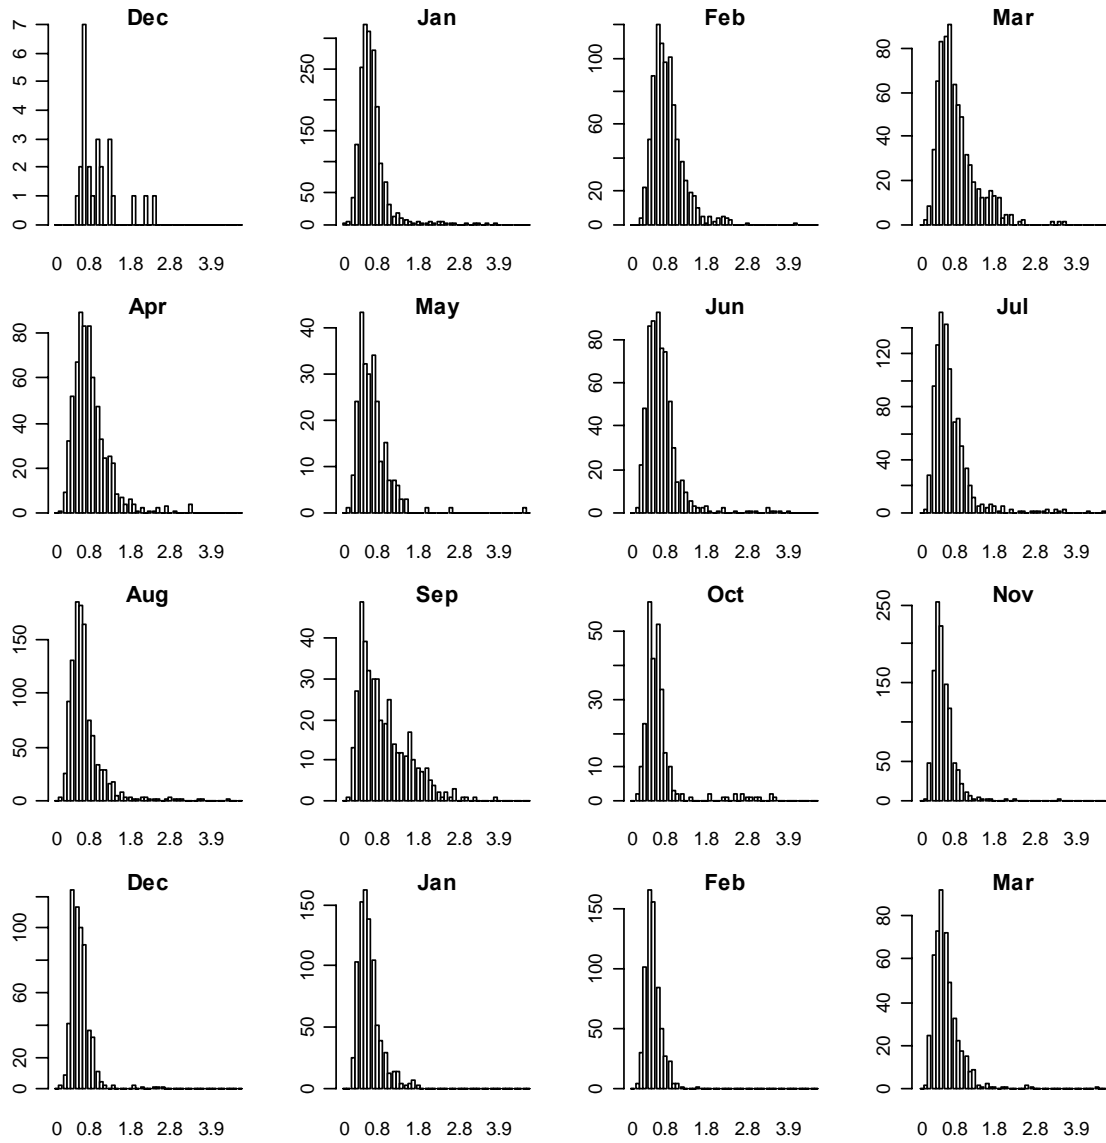 Dec Jan Feb Mar
7 6 5 4 3 2 1 0
250 150 50 0
100 60 20 0
80 60 40 20 0
0 0.8 1.8 2.8 3.9 0 0.8 1.8 2.8 3.9 0 0.8 1.8 2.8 3.9 0 0.8 1.8 2.8 3.9
Apr May Jun Jul
80 60 40 20 0
40 30 20 10 0
80 60 40 20 0
120 80 40 0
0 0.8 1.8 2.8 3.9 0 0.8 1.8 2.8 3.9 0 0.8 1.8 2.8 3.9 0 0.8 1.8 2.8 3.9
Aug Sep Oct Nov
150 100 50 0
40 30 20 10 0
50 30 10 0
250 150 50 0
0 0.8 1.8 2.8 3.9 0 0.8 1.8 2.8 3.9 0 0.8 1.8 2.8 3.9 0 0.8 1.8 2.8 3.9
Dec Jan Feb Mar
100 60 20 0
150 100 50 0
150 100 50 0
80 60 40 20 0
0 0.8 1.8 2.8 3.9 0 0.8 1.8 2.8 3.9 0 0.8 1.8 2.8 3.9 0 0.8 1.8 2.8 3.9